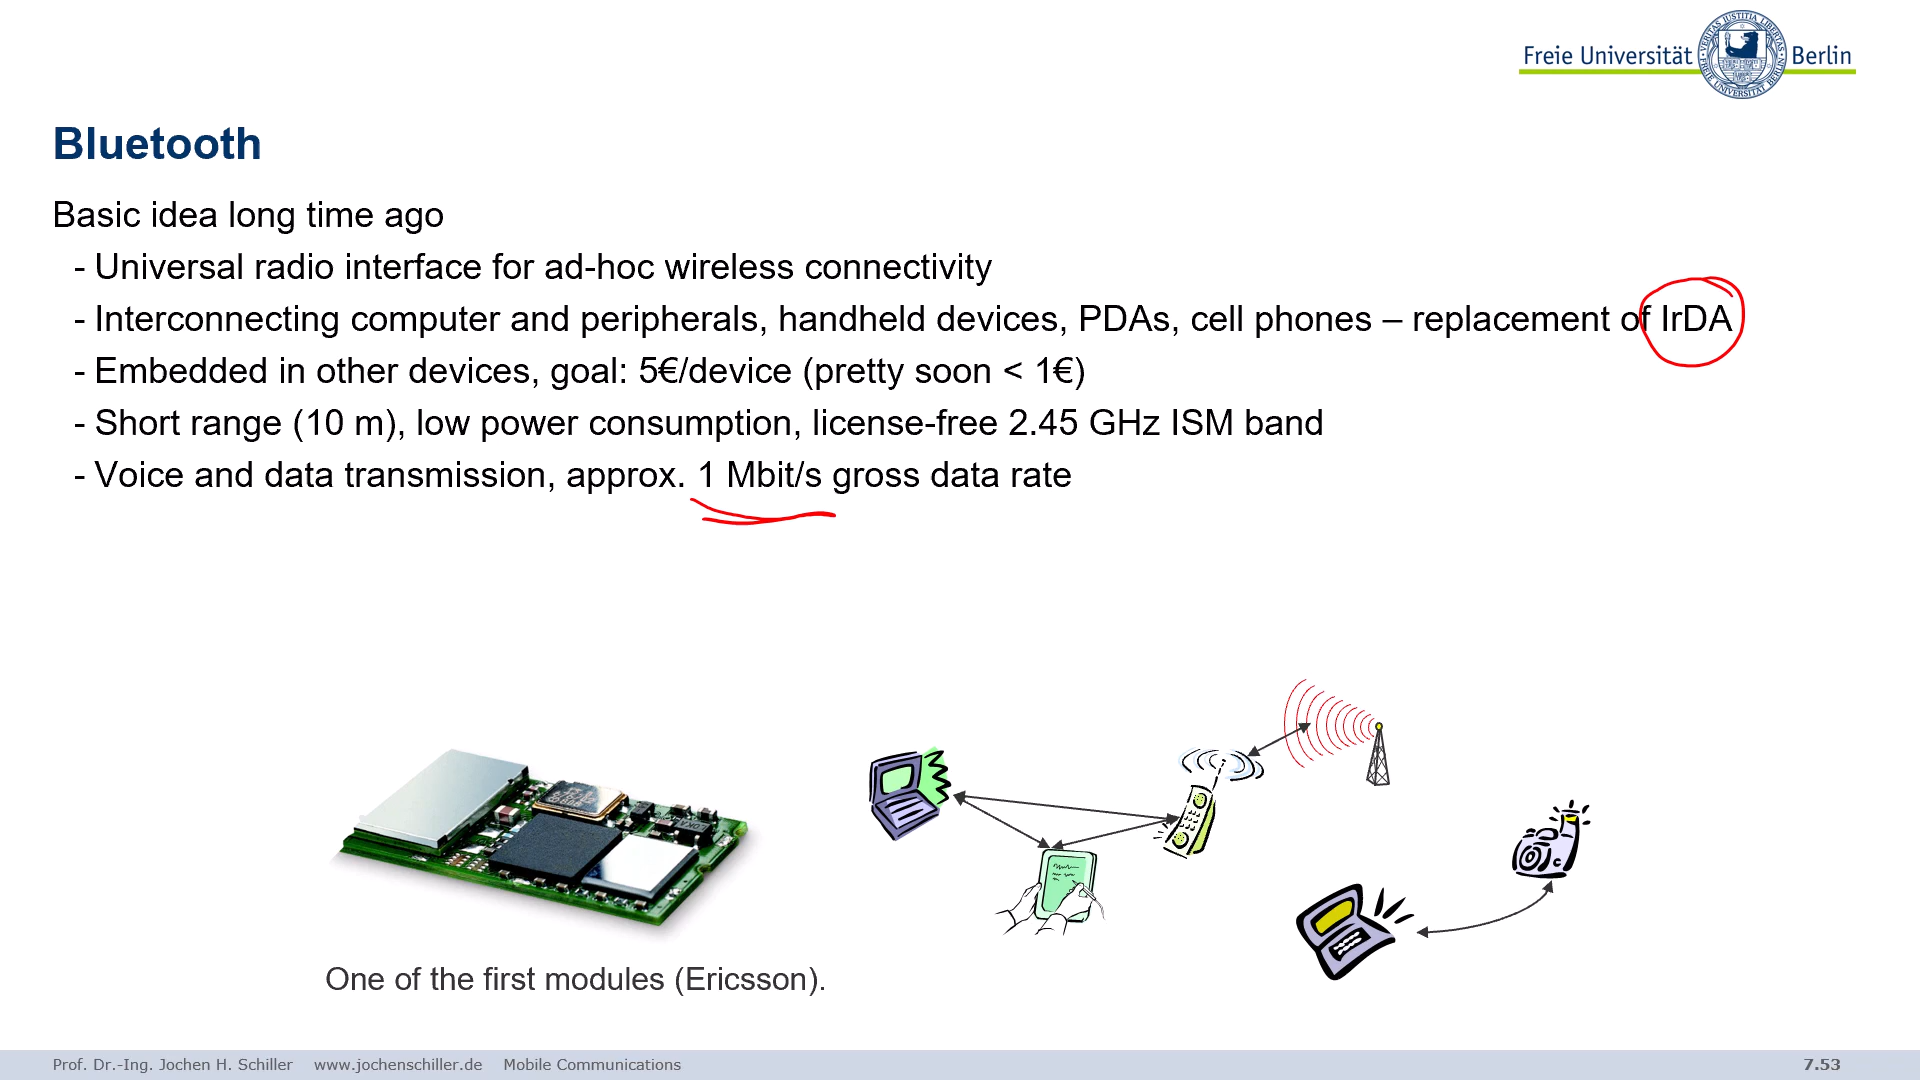 Freie Universität Berlin
Bluetooth
Basic idea long time ago
- Universal radio interface for ad-hoc wireless connectivity
- Interconnecting computer and peripherals, handheld devices, PDAs, cell phones – replacement of IrDA
- Embedded in other devices, goal: 5€/device (pretty soon < 1€)
- Short range (10 m), low power consumption, license-free 2.45 GHz ISM band
- Voice and data transmission, approx. 1 Mbit/s gross data rate
One of the first modules (Ericsson).
Prof. Dr.-Ing. Jochen H. Schiller www.jochenschiller.de Mobile Communications 7.53